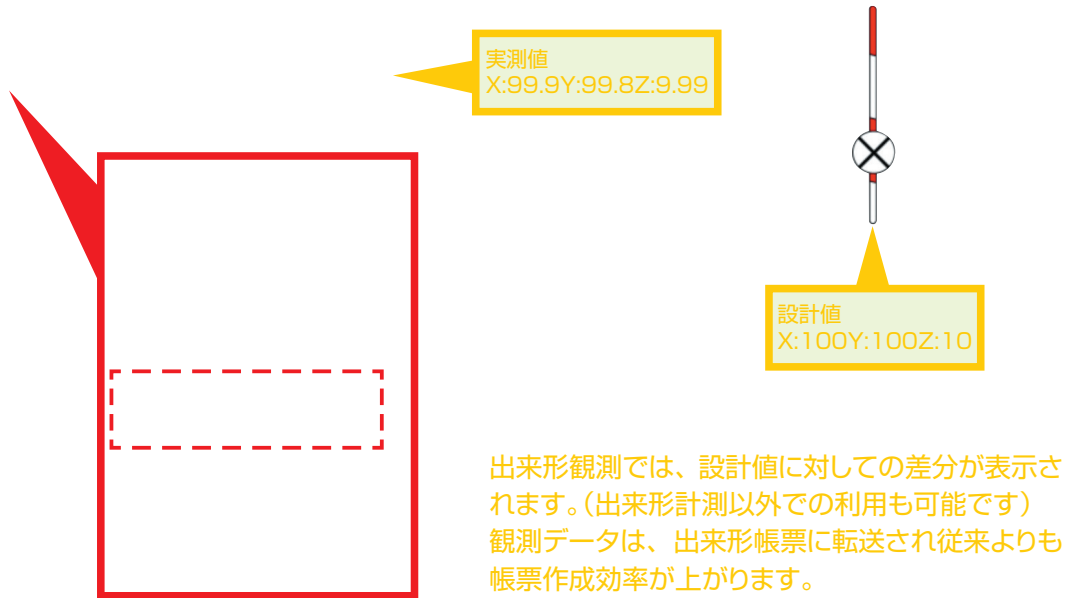 実測値
X:99.9Y:99.8Z:9.99
設計値
X:100Y:100Z:10
出来形観測では、設計値に対しての差分が表示さ
れます。(出来形計測以外での利用も可能です)
観測データは、出来形帳票に転送され従来よりも
帳票作成効率が上がります。